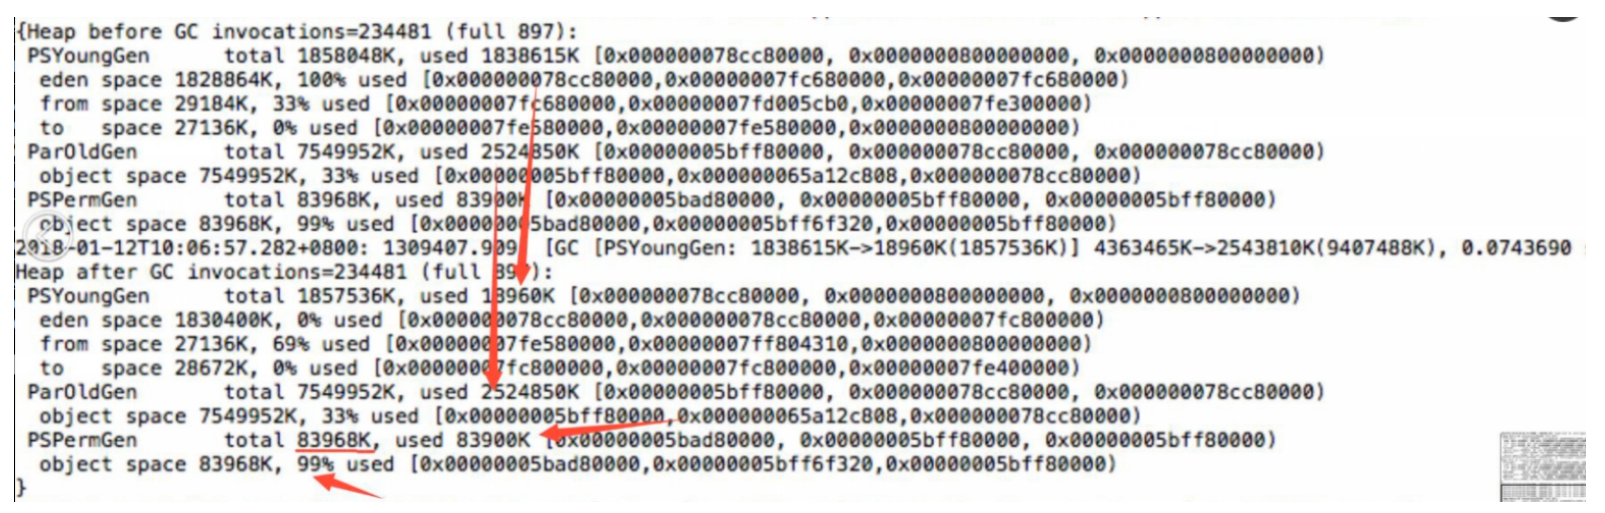 {Heap before GC invocations=234481 (full 897):
 PSYoungGen      total 1858048K, used 1838615K [0x000000078cc80000, 0x0000000800000000, 0x0000000800000000)
  eden space 1828864K, 100% used [0x000000078cc80000,0x00000007fc680000,0x00000007fc680000)
  from space 29184K, 33% used [0x00000007fc680000,0x00000007fd005cb0,0x00000007fe300000)
  to   space 27136K, 0% used [0x00000007fe580000,0x00000007fe580000,0x0000000800000000)
 ParOldGen       total 7549952K, used 2524850K [0x00000005bff80000, 0x000000078cc80000, 0x000000078cc80000)
  object space 7549952K, 33% used [0x00000005bff80000,0x000000065a12c808,0x000000078cc80000)
 PSPermGen       total 83968K, used 83900K [0x00000005bad80000, 0x00000005bff80000, 0x00000005bff80000)
  object space 83968K, 99% used [0x00000005bad80000,0x00000005bff6f320,0x00000005bff80000)
2018-01-12T10:06:57.282+0800: 1309407.909: [GC [PSYoungGen: 1838615K->18960K(1857536K)] 4363465K->2543810K(9407488K), 0.0743690
Heap after GC invocations=234481 (full 897):
 PSYoungGen      total 1857536K, used 18960K [0x000000078cc80000, 0x0000000800000000, 0x0000000800000000)
  eden space 1830400K, 0% used [0x000000078cc80000,0x000000078cc80000,0x00000007fc800000)
  from space 27136K, 69% used [0x00000007fe580000,0x00000007ff804310,0x0000000800000000)
  to   space 28672K, 0% used [0x00000007fc800000,0x00000007fc800000,0x00000007fe400000)
 ParOldGen       total 7549952K, used 2524850K [0x00000005bff80000, 0x000000078cc80000, 0x000000078cc80000)
  object space 7549952K, 33% used [0x00000005bff80000,0x000000065a12c808,0x000000078cc80000)
 PSPermGen       total 83968K, used 83900K [0x00000005bad80000, 0x00000005bff80000, 0x00000005bff80000)
  object space 83968K, 99% used [0x00000005bad80000,0x00000005bff6f320,0x00000005bff80000)
}